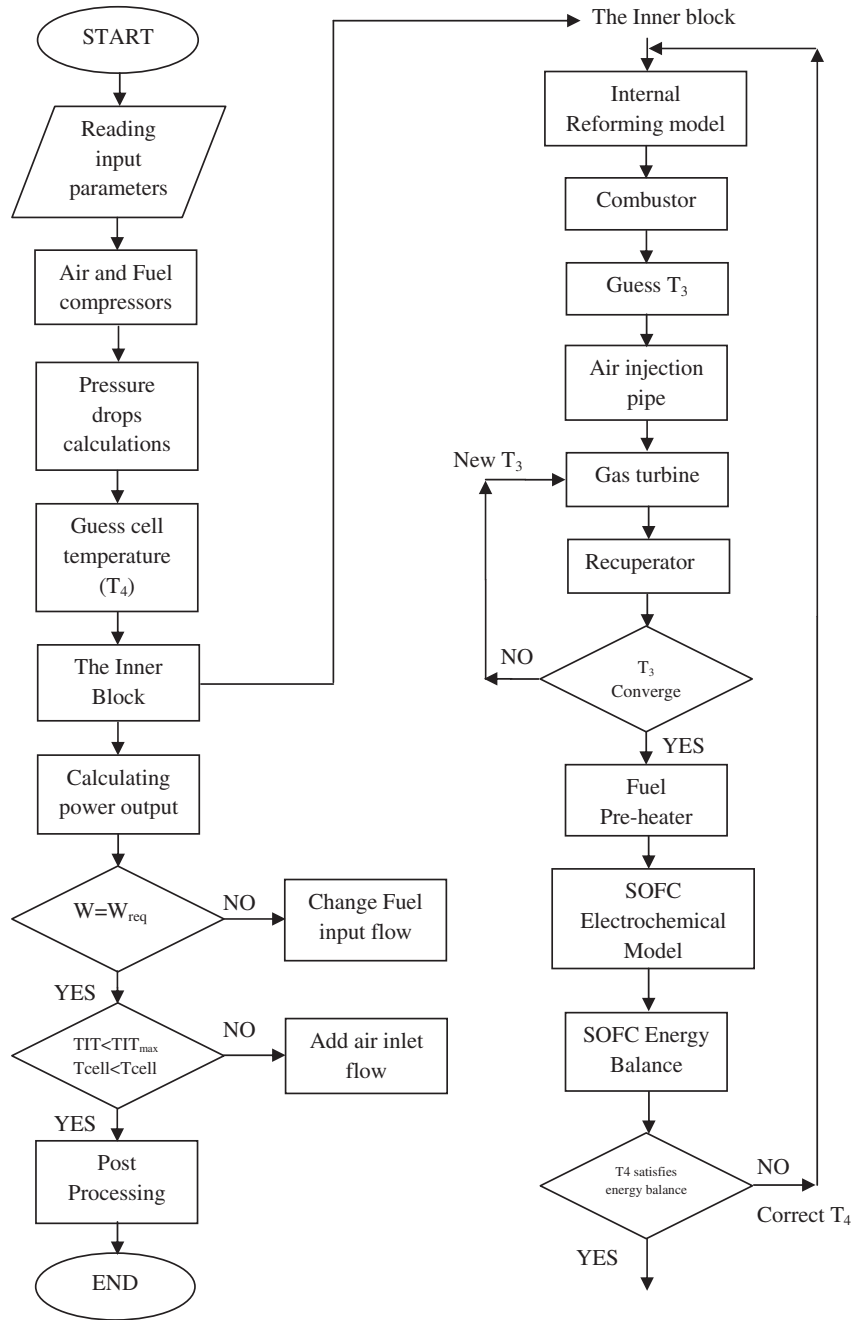 START
Reading
input
parameters
Air and Fuel
compressors
Pressure
drops
calculations
Guess cell
temperature
(T₄)
The Inner
Block
Calculating
power output
W=W_req
NO
Change Fuel
input flow
YES
TIT<TIT_max
Tcell<Tcell
NO
Add air inlet
flow
YES
Post
Processing
END
The Inner block
Internal
Reforming model
Combustor
Guess T₃
Air injection
pipe
New T₃
Gas turbine
Recuperator
NO
T₃
Converge
YES
Fuel
Pre-heater
SOFC
Electrochemical
Model
SOFC Energy
Balance
T4 satisfies
energy balance
NO
Correct T₄
YES